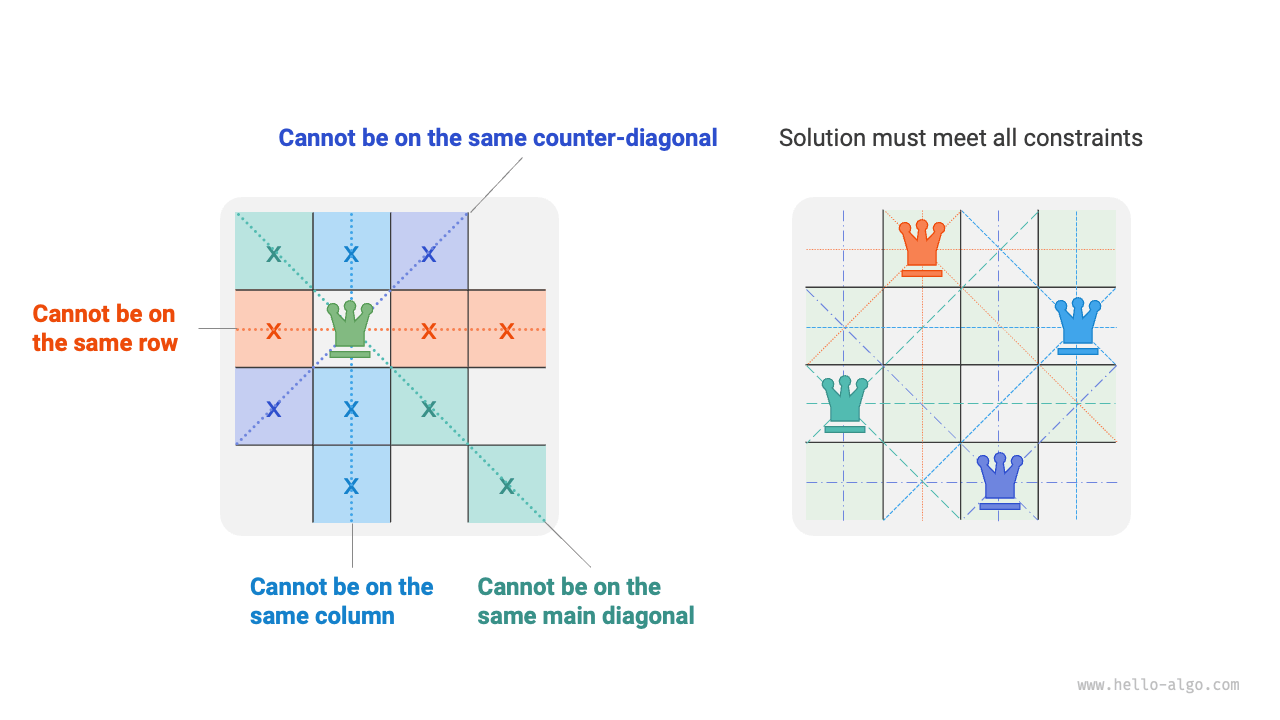 Cannot be on the same counter-diagonal
Solution must meet all constraints
X X X
Cannot be on
the same row
X X X
X X X
X X
Cannot be on the
same column
Cannot be on the
same main diagonal
www.hello-algo.com